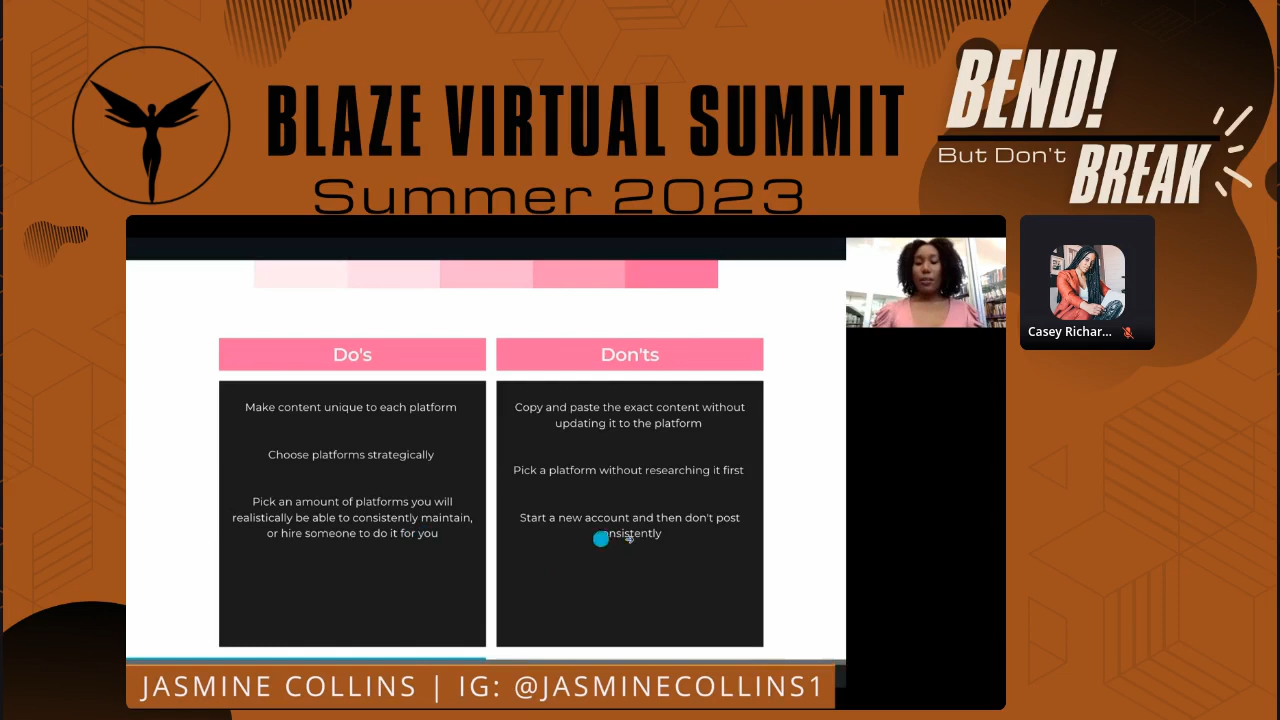 BLAZE VIRTUAL SUMMIT
Summer 2023
BEND!
But Don't
BREAK
Do's
Make content unique to each platform
Choose platforms strategically
Pick an amount of platforms you will
realistically be able to consistently maintain,
or hire someone to do it for you
Don'ts
Copy and paste the exact content without
updating it to the platform
Pick a platform without researching it first
Start a new account and then don't post
Casey Richar...
JASMINE COLLINS | IG: @JASMINECOLLINS1